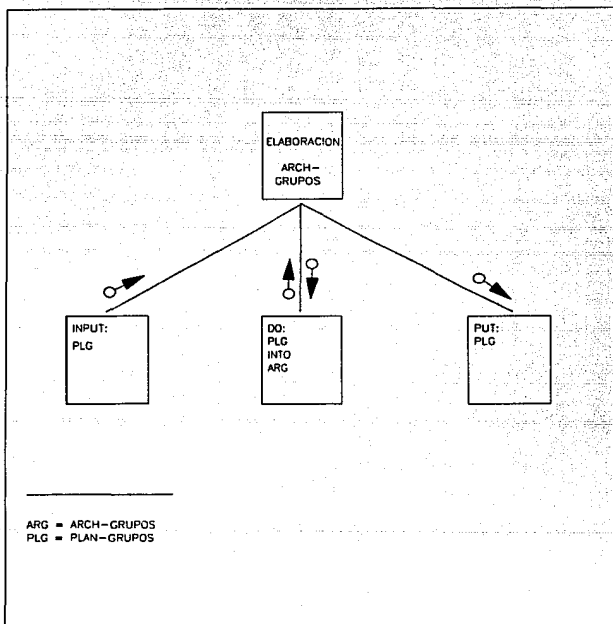 ELABORACION
ARCH-
GRUPOS
INPUT:
PLG
DO:
PLG
INTO
ARG
PUT:
PLG
ARG = ARCH-GRUPOS
PLG = PLAN-GRUPOS